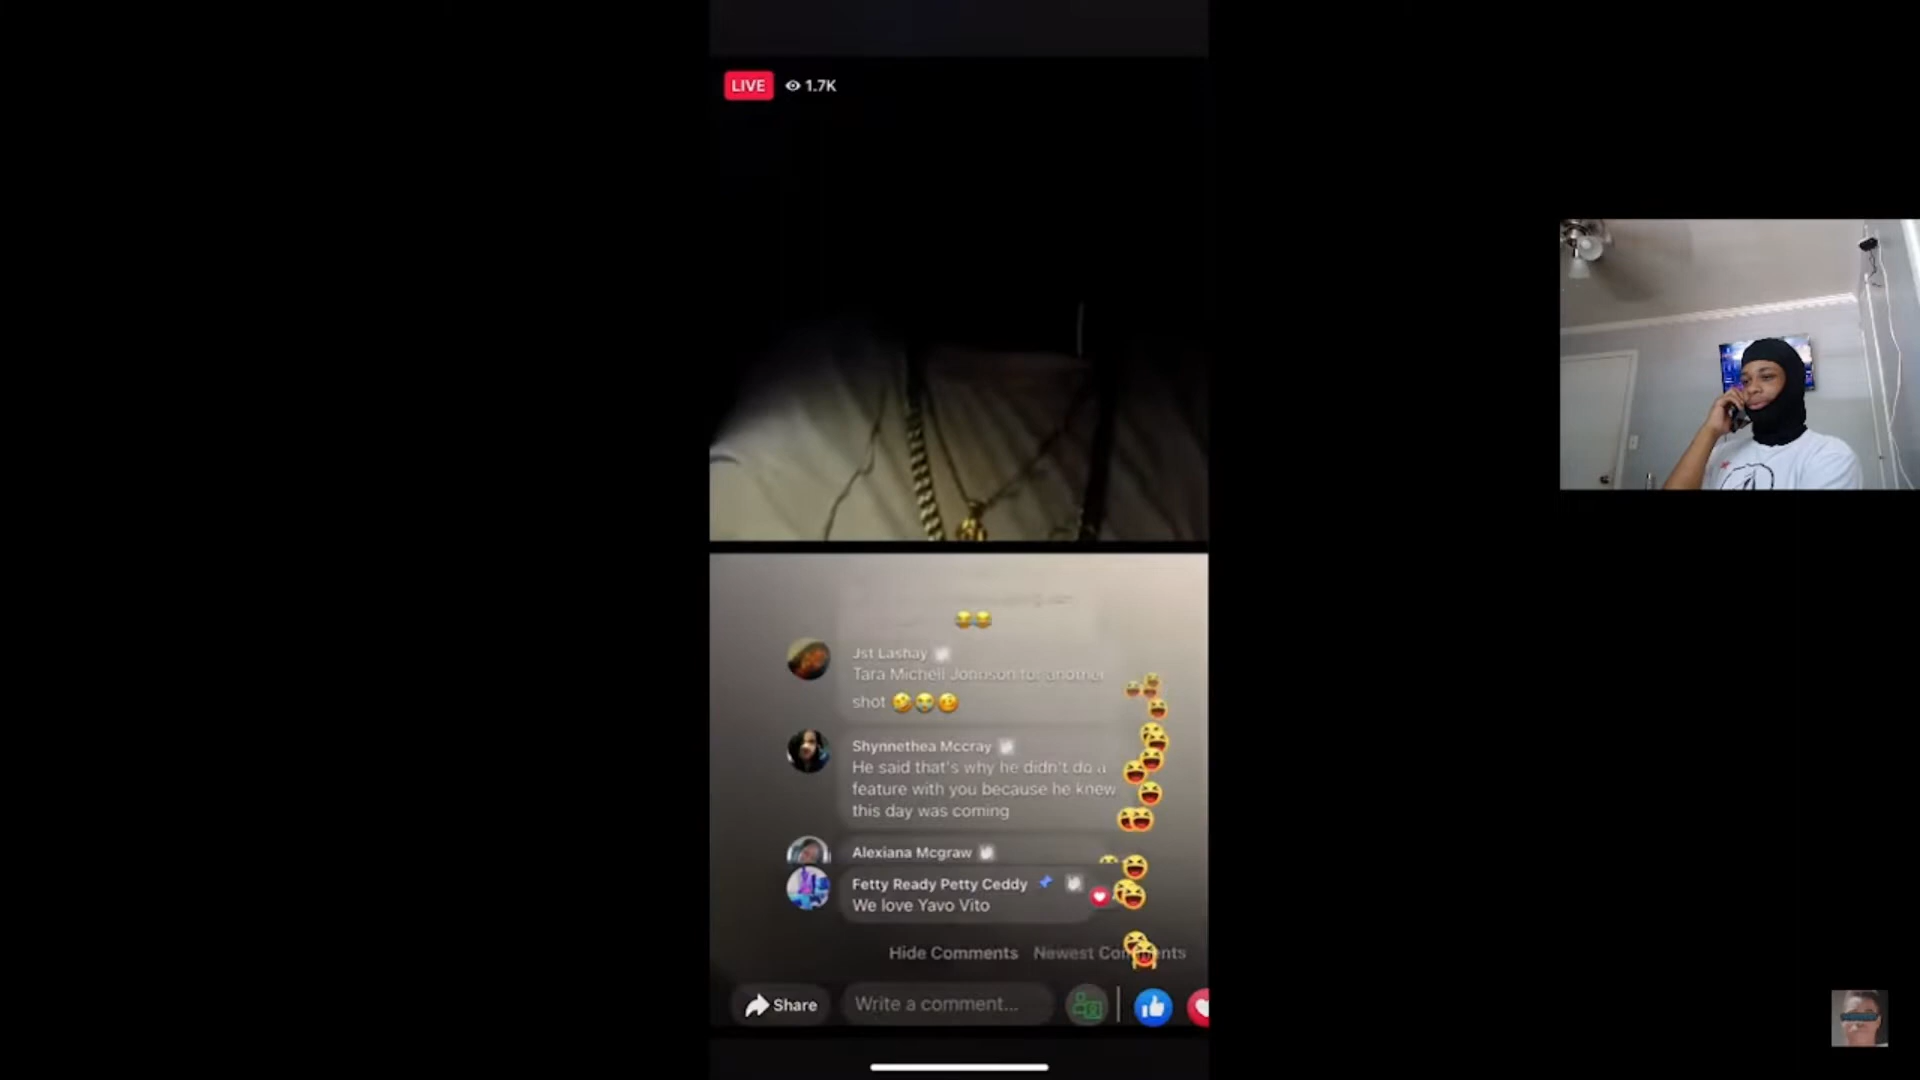 LIVE 1.7K
Jst Lashay
Tara Michell Johnson for another
shot 🤣😭🥴
Shynnethea Mccray
He said that's why he didn't do a
feature with you because he knew
this day was coming
Alexiana Mcgraw
Fetty Ready Petty Ceddy
We love Yavo Vito
Hide Comments Newest Comments
Share Write a comment...